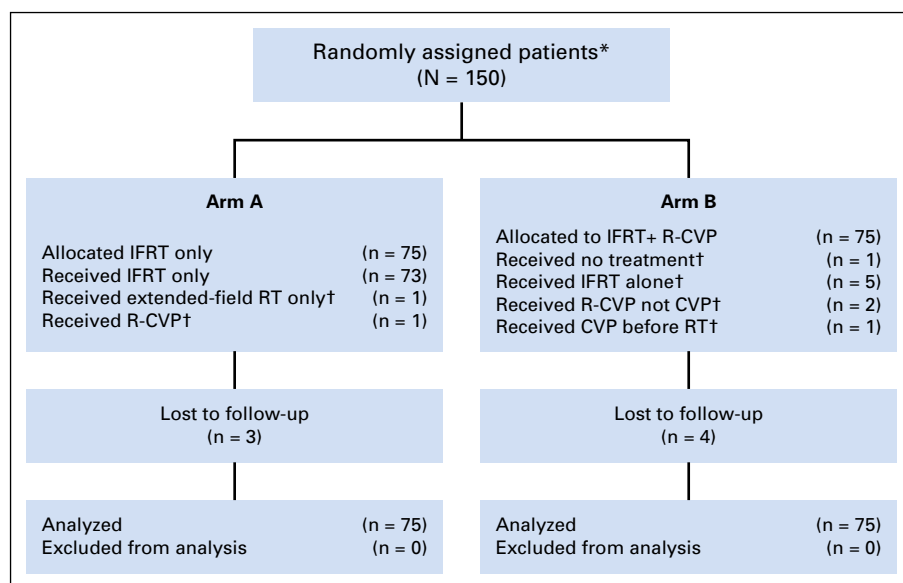 Randomly assigned patients*
(N = 150)
Arm A
Allocated IFRT only (n = 75)
Received IFRT only (n = 73)
Received extended-field RT only† (n = 1)
Received R-CVP† (n = 1)
Arm B
Allocated to IFRT+ R-CVP (n = 75)
Received no treatment† (n = 1)
Received IFRT alone† (n = 5)
Received R-CVP not CVP† (n = 2)
Received CVP before RT† (n = 1)
Lost to follow-up
(n = 3)
Lost to follow-up
(n = 4)
Analyzed (n = 75)
Excluded from analysis (n = 0)
Analyzed (n = 75)
Excluded from analysis (n = 0)